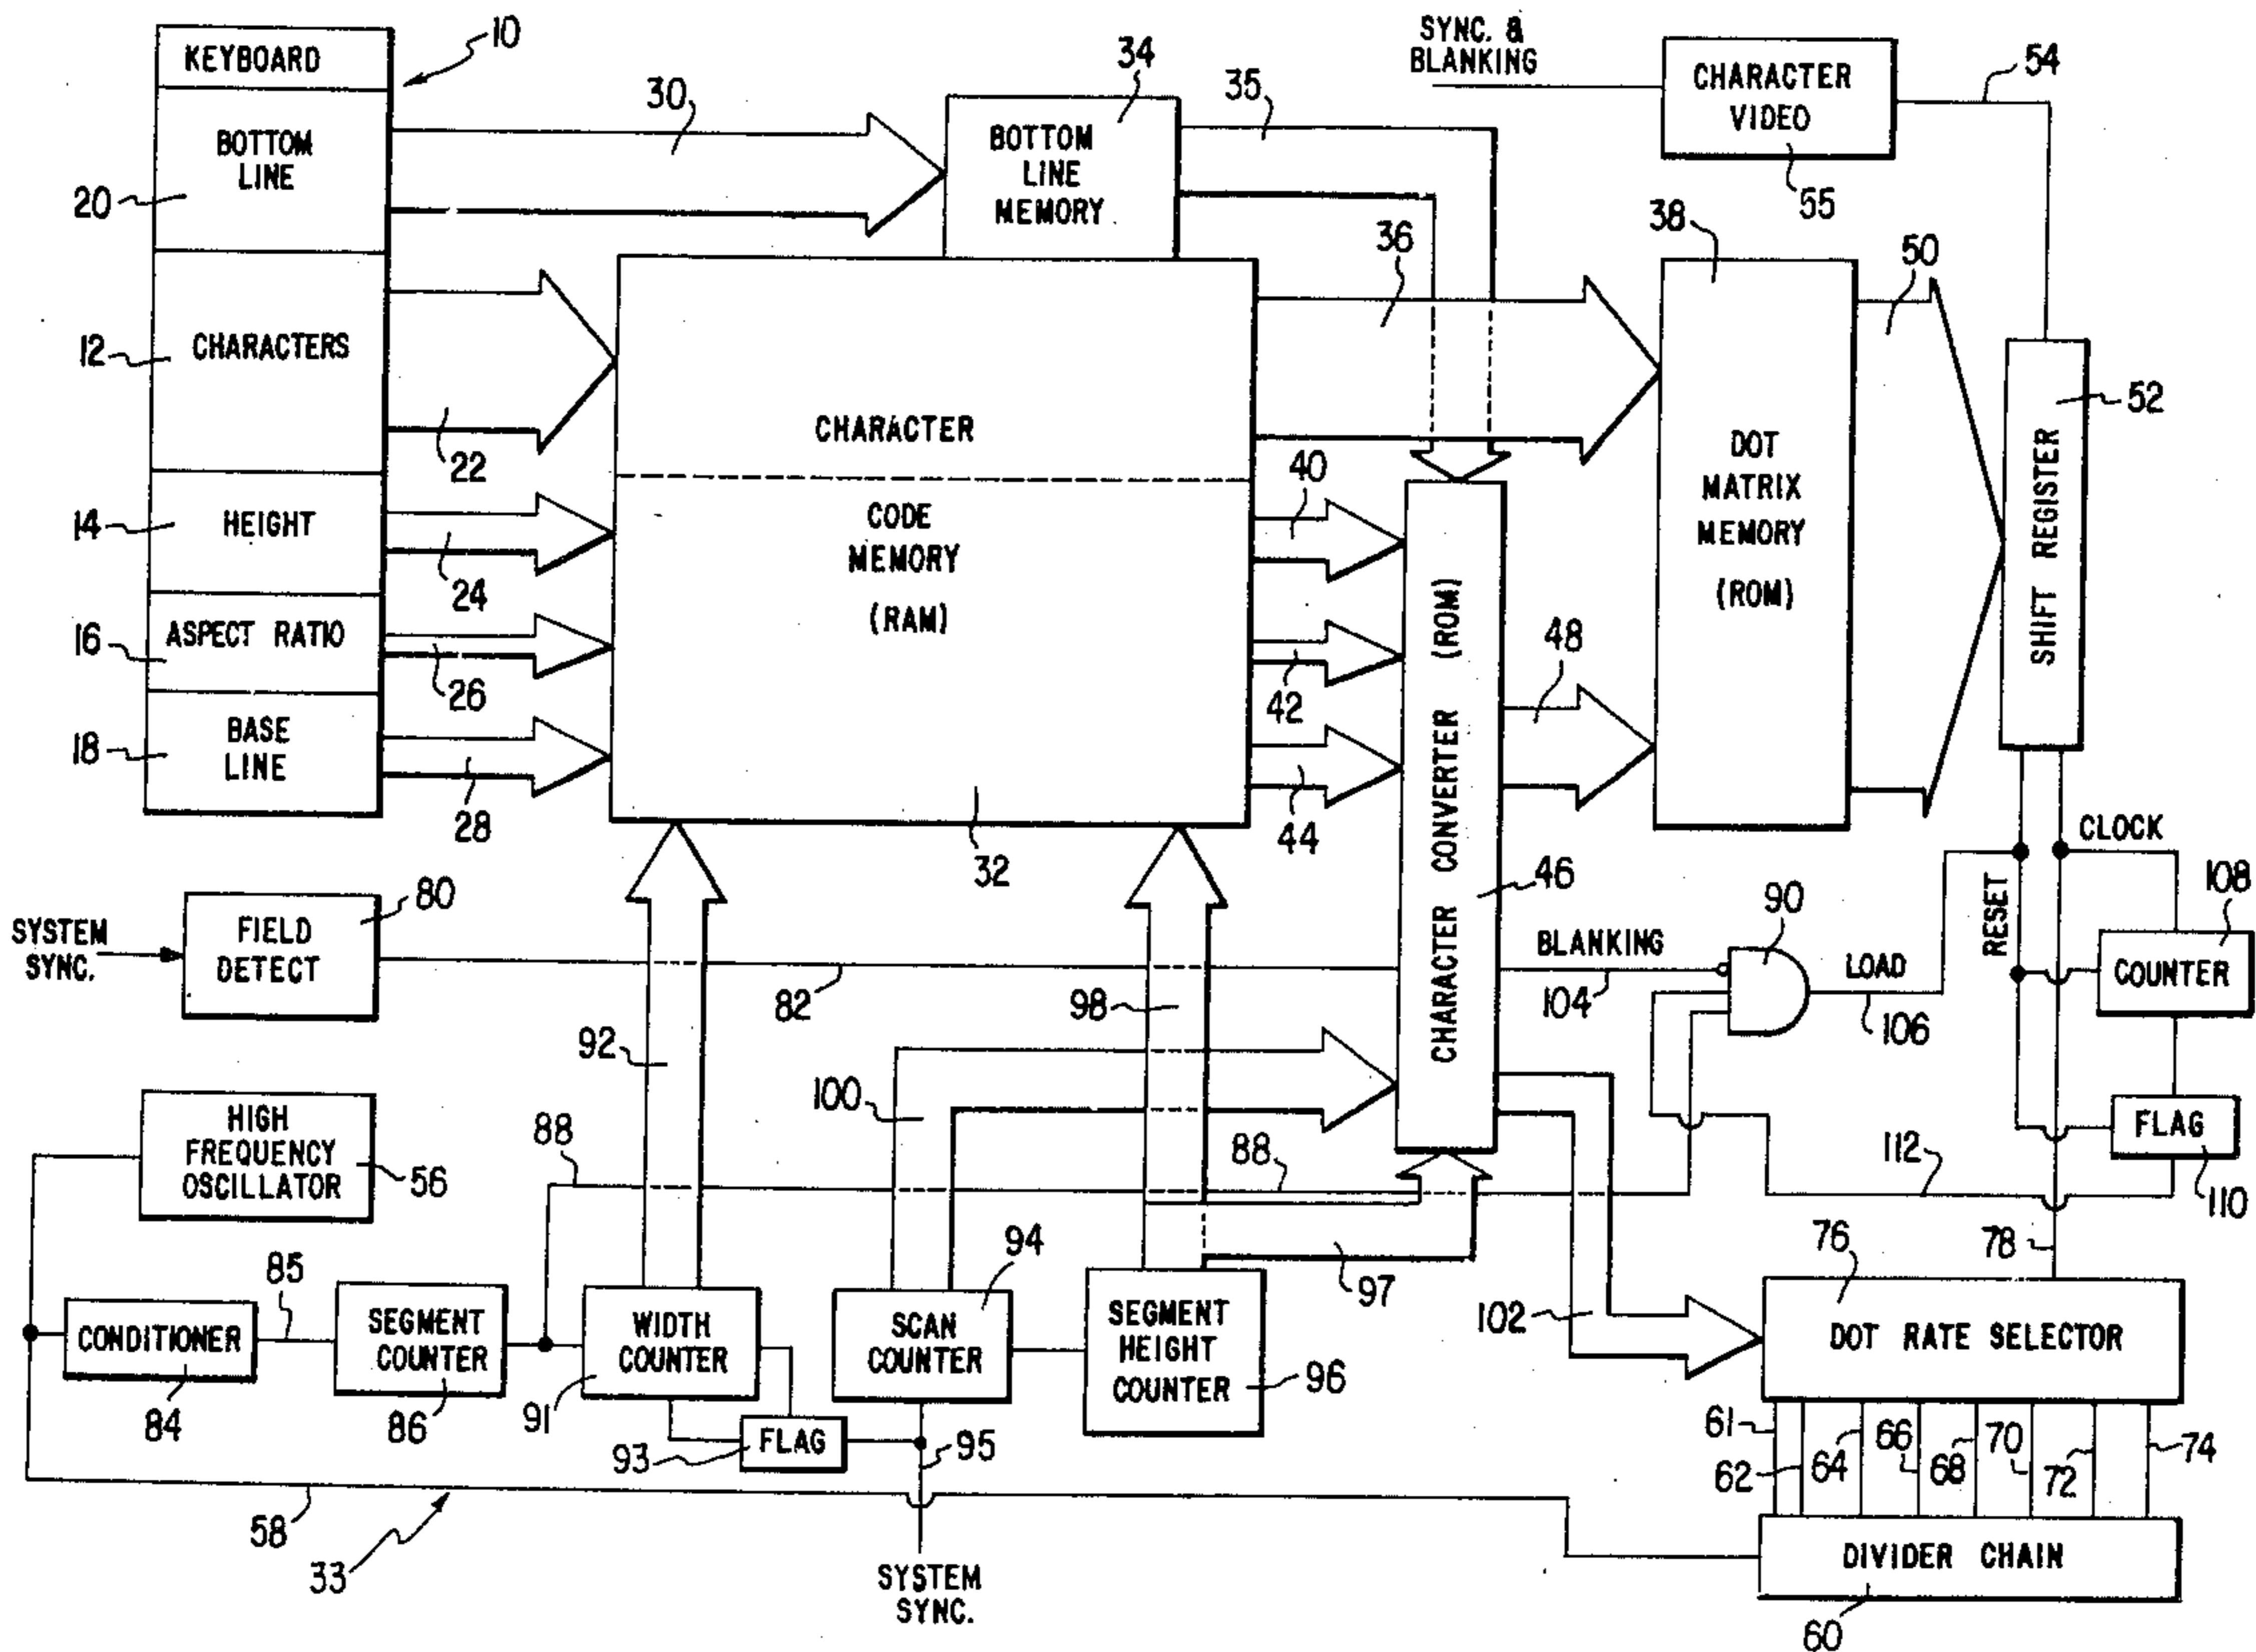 KEYBOARD
10
BOTTOM
LINE
20
CHARACTERS
12
HEIGHT
14
ASPECT RATIO
16
BASE
LINE
18
30
22
24
26
28
34
BOTTOM
LINE
MEMORY
35
CHARACTER
CODE
MEMORY
(RAM)
32
36
40
42
44
SYNC. &
BLANKING
CHARACTER
VIDEO
55
54
38
DOT
MATRIX
MEMORY
(ROM)
50
SHIFT REGISTER
52
CHARACTER CONVERTER (ROM)
46
48
SYSTEM
SYNC.
FIELD
DETECT
80
82
92
98
100
88
88
BLANKING
104
90
LOAD
106
RESET
CLOCK
108
COUNTER
FLAG
110
112
HIGH
FREQUENCY
OSCILLATOR
56
CONDITIONER
84
85
SEGMENT
COUNTER
86
WIDTH
COUNTER
91
FLAG
93
SCAN
COUNTER
94
95
SEGMENT
HEIGHT
COUNTER
96
97
102
76
78
DOT RATE SELECTOR
61
62
64
66
68
70
72
74
DIVIDER CHAIN
60
58
33
SYSTEM
SYNC.